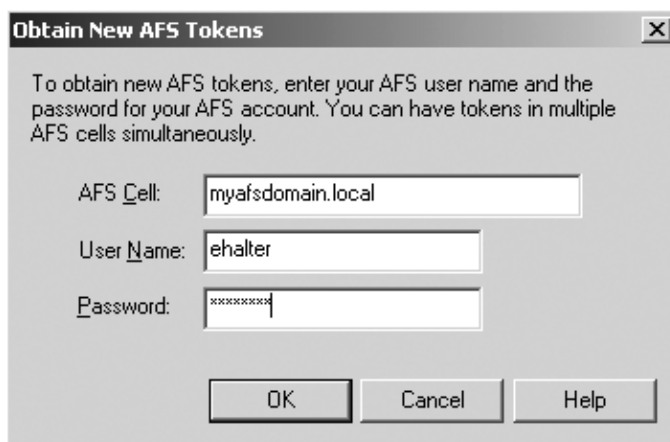 Obtain New AFS Tokens
To obtain new AFS tokens, enter your AFS user name and the
password for your AFS account. You can have tokens in multiple
AFS cells simultaneously.
AFS Cell: myafsdomain.local
User Name: ehalter
Password: ********
OK Cancel Help